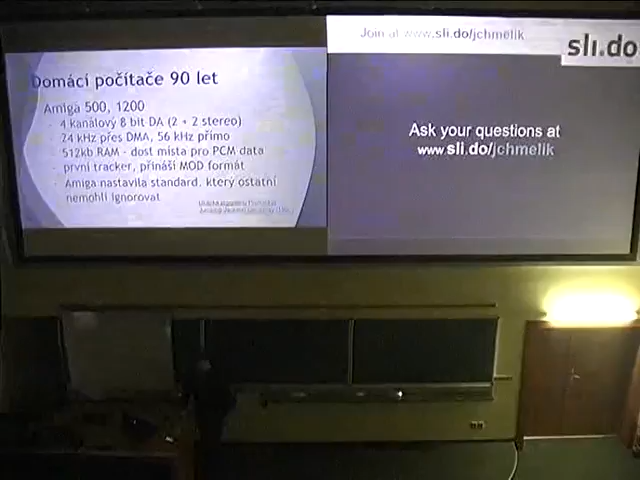 Domácí počítače 90 let
Amiga 500, 1200
- 4 kanálový 8 bit DA (2 + 2 stereo)
- 24 kHz přes DMA, 56 kHz přímo
- 512kb RAM - dost místa pro PCM data
- první tracker, přináší MOD formát
- Amiga nastavila standard, který ostatní
nemohli ignorovat
Join at www.sli.do/jchmelik
sli.do
Ask your questions at
www.sli.do/jchmelik